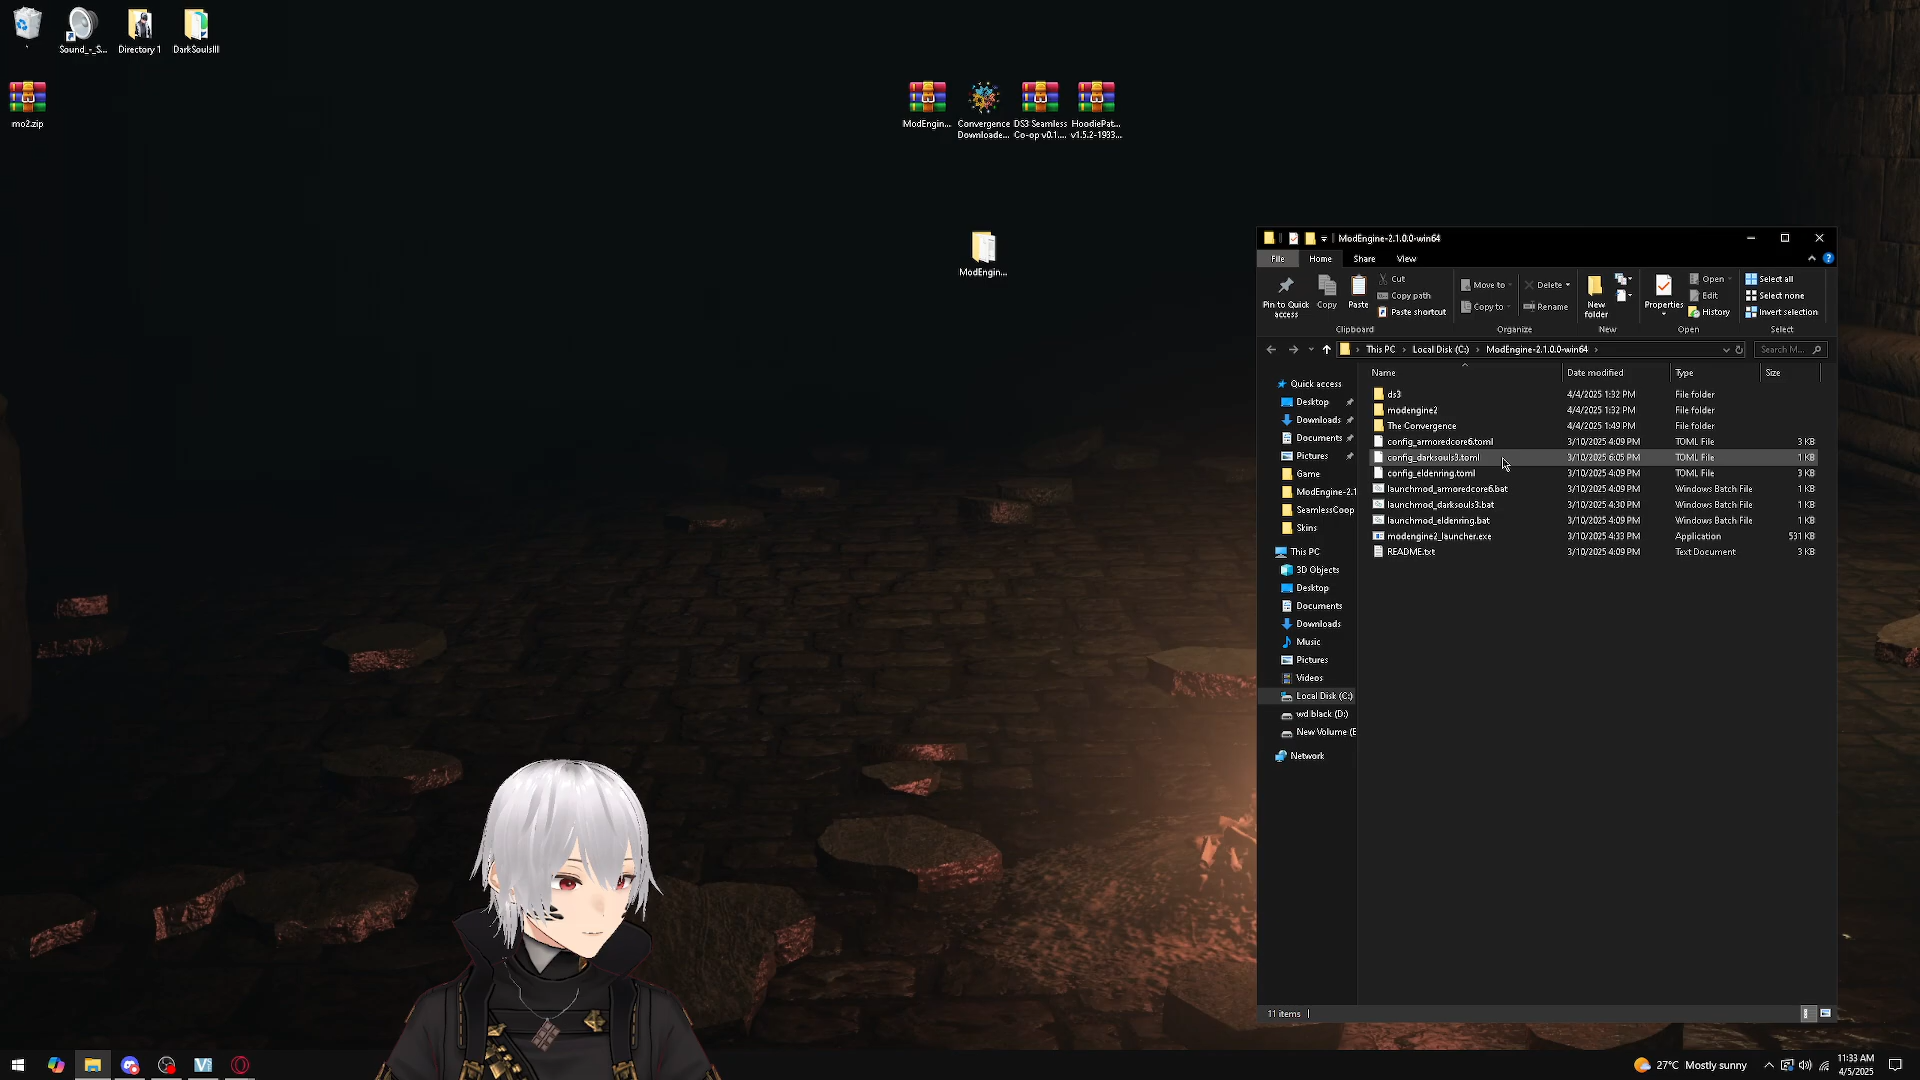 Sound_-_S...
Directory 1
DarkSoulsIII
mo2.zip
ModEngin...
Convergence
Downloade...
DS3 Seamless
Co-op v0.1....
HoodiePat...
v1.5.2-1933...
ModEngin...
ModEngine-2.1.0.0-win64
File
Home
Share
View
Pin to Quick
access
Copy
Paste
Cut
Copy path
Paste shortcut
Clipboard
Move to
Copy to
Delete
Rename
Organize
New
folder
New
Properties
Open
Edit
History
Open
Select all
Select none
Invert selection
Select
This PC
Local Disk (C:)
ModEngine-2.1.0.0-win64
Search M...
Quick access
Desktop
Downloads
Documents
Pictures
Game
ModEngine-2.1
SeamlessCoop
Skins
This PC
3D Objects
Desktop
Documents
Downloads
Music
Pictures
Videos
Local Disk (C:)
wd black (D:)
New Volume (E
Network
Name Date modified Type Size
ds3 4/4/2025 1:32 PM File folder
modengine2 4/4/2025 1:32 PM File folder
The Convergence 4/4/2025 1:49 PM File folder
config_armoredcore6.toml 3/10/2025 4:09 PM TOML File 3 KB
config_darksouls3.toml 3/10/2025 6:05 PM TOML File 1 KB
config_eldenring.toml 3/10/2025 4:09 PM TOML File 3 KB
launchmod_armoredcore6.bat 3/10/2025 4:09 PM Windows Batch File 1 KB
launchmod_darksouls3.bat 3/10/2025 4:30 PM Windows Batch File 1 KB
launchmod_eldenring.bat 3/10/2025 4:09 PM Windows Batch File 1 KB
modengine2_launcher.exe 3/10/2025 4:33 PM Application 531 KB
README.txt 3/10/2025 4:09 PM Text Document 3 KB
11 items
27°C Mostly sunny
11:33 AM
4/5/2025